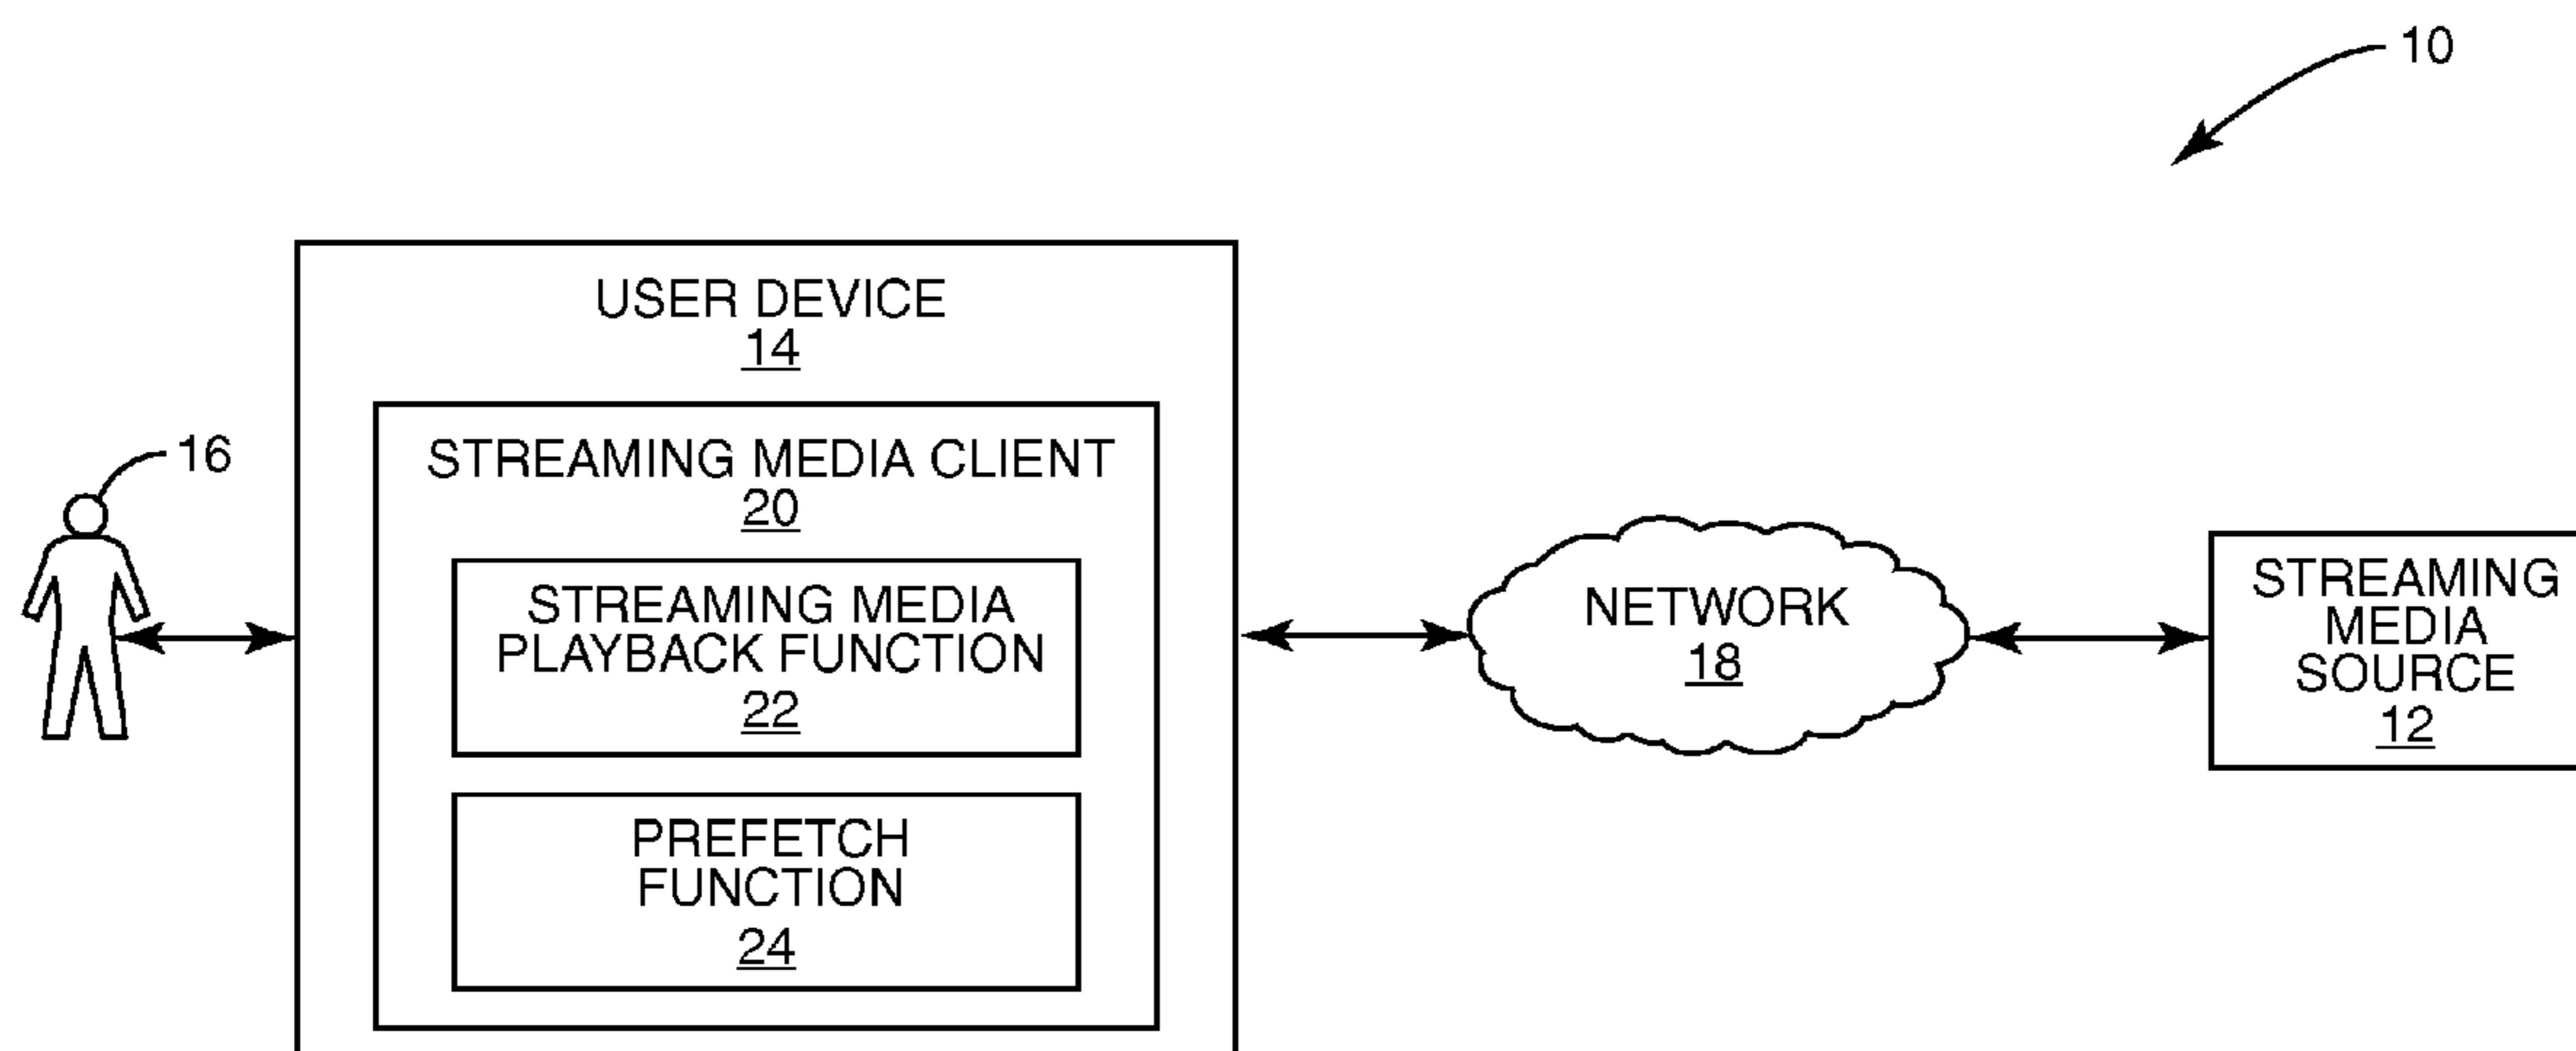 10
USER DEVICE
14
STREAMING MEDIA CLIENT
20
16
STREAMING MEDIA
PLAYBACK FUNCTION
22
PREFETCH
FUNCTION
24
NETWORK
18
STREAMING
MEDIA
SOURCE
12